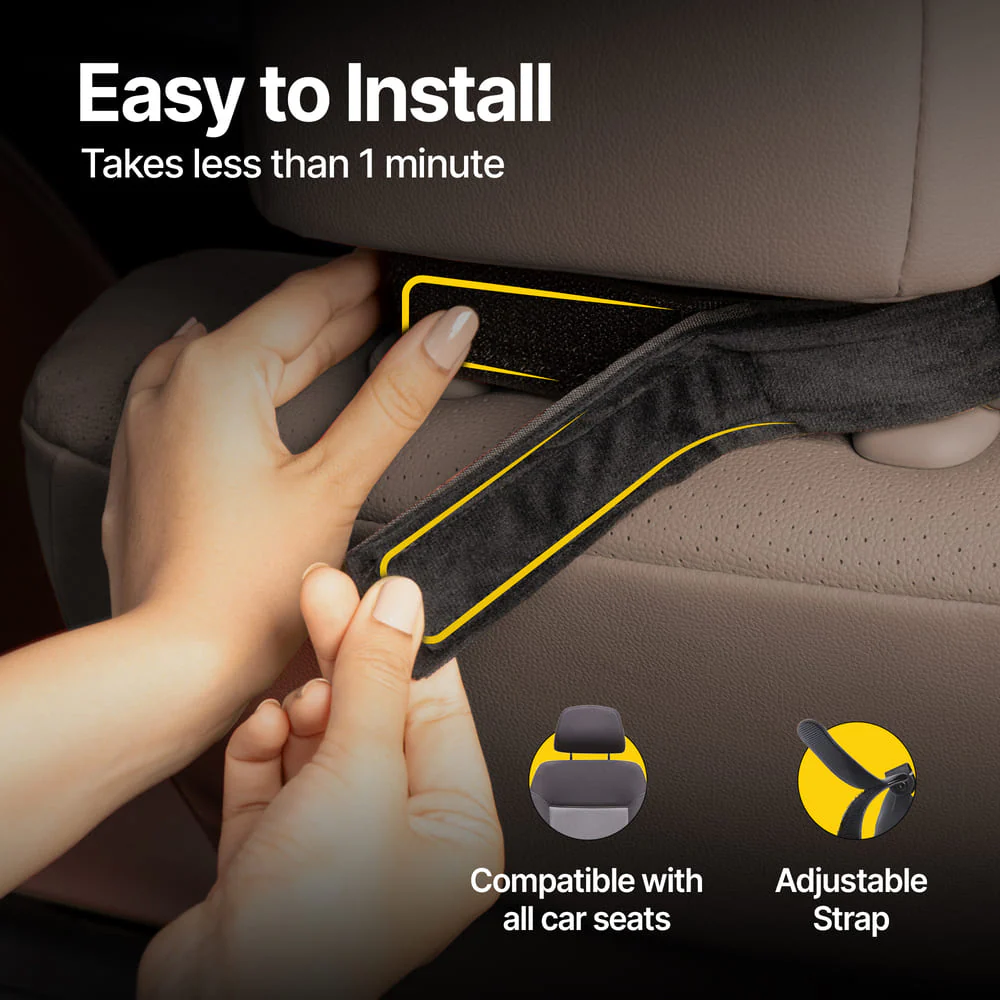 Easy to Install
Takes less than 1 minute
Compatible with
all car seats
Adjustable
Strap